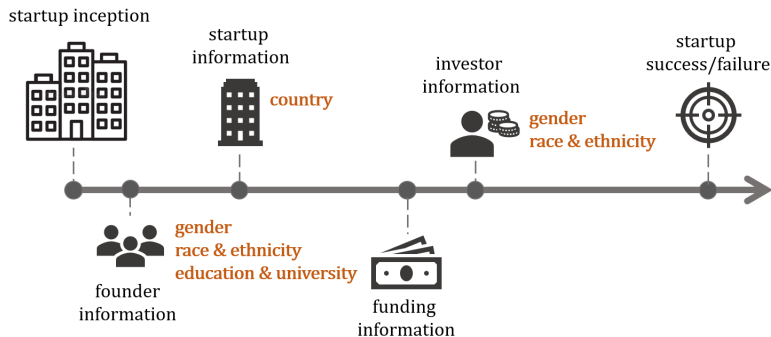 startup inception
startup
information
country
investor
information
gender
race & ethnicity
startup
success/failure
gender
race & ethnicity
education & university
founder
information
funding
information